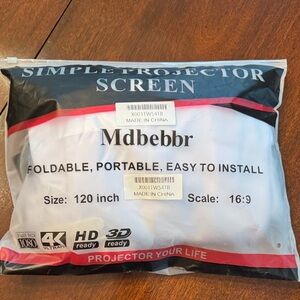 SIMPLE PROJECTOR
SCREEN
MADE IN CHINA
Mdbebbr
FOLDABLE, PORTABLE, EASY TO INSTALL
MADE IN CHINA
Size: 120 inch Scale: 16:9
1080
4K HD ready 3D ready
PROJECTOR YOUR LIFE